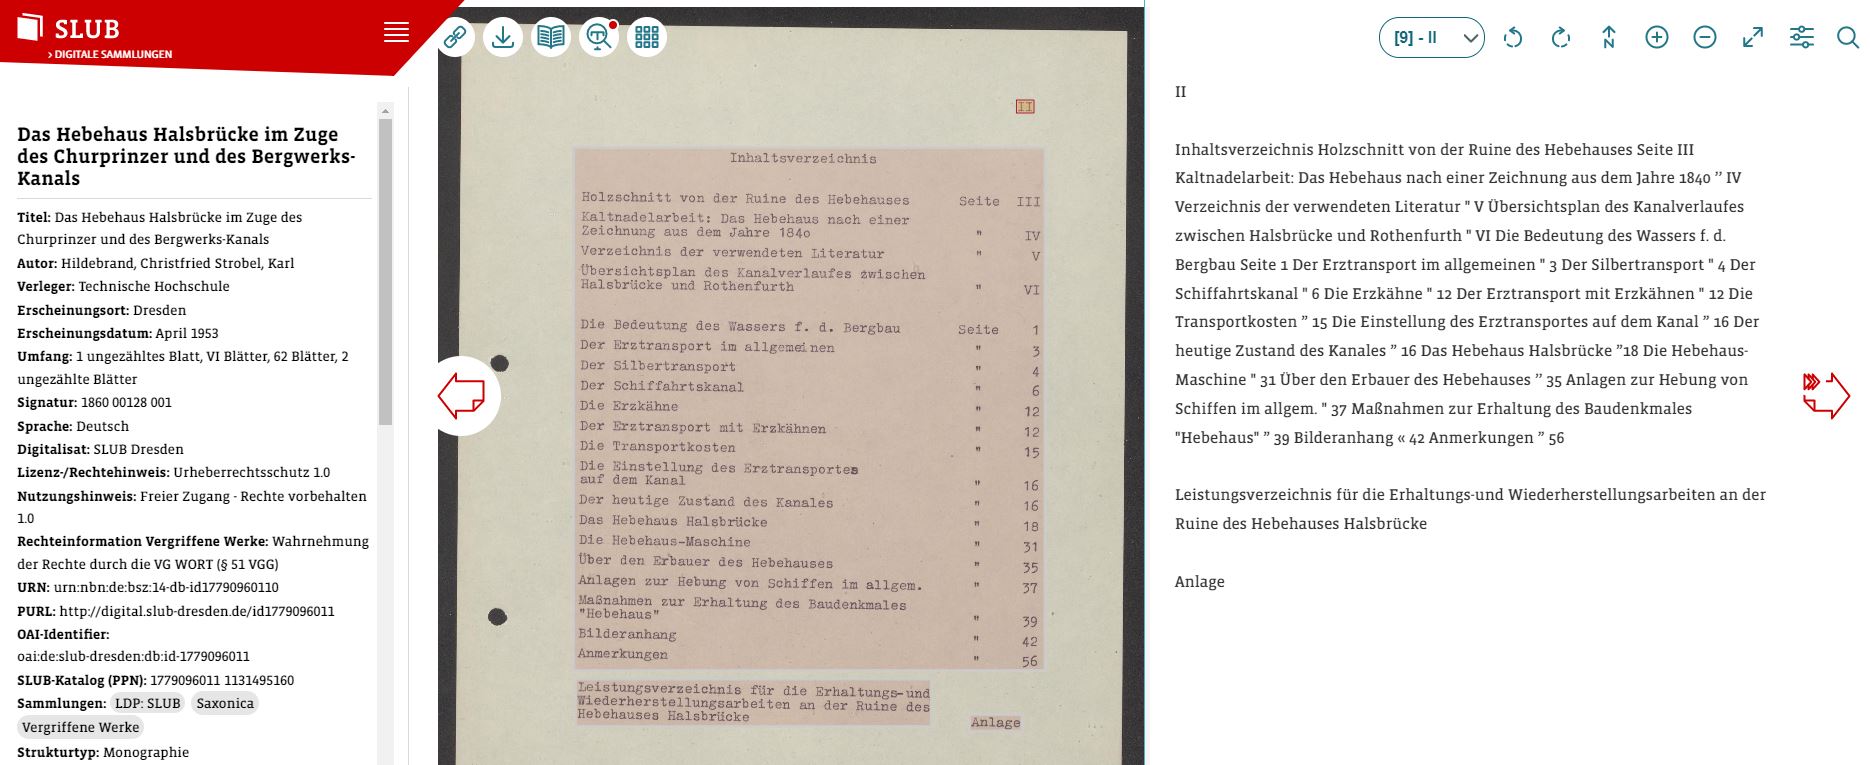 SLUB
› DIGITALE SAMMLUNGEN
Das Hebehaus Halsbrücke im Zuge
des Churprinzer und des Bergwerks-
Kanals
Titel: Das Hebehaus Halsbrücke im Zuge des
Churprinzer und des Bergwerks-Kanals
Autor: Hildebrand, Christfried Strobel, Karl
Verleger: Technische Hochschule
Erscheinungsort: Dresden
Erscheinungsdatum: April 1953
Umfang: 1 ungezähltes Blatt, VI Blätter, 62 Blätter, 2
ungezählte Blätter
Signatur: 1860 00128 001
Sprache: Deutsch
Digitalisat: SLUB Dresden
Lizenz-/Rechtehinweis: Urheberrechtsschutz 1.0
Nutzungshinweis: Freier Zugang - Rechte vorbehalten
1.0
Rechteinformation Vergriffene Werke: Wahrnehmung
der Rechte durch die VG WORT (§ 51 VGG)
URN: urn:nbn:de:bsz:14-db-id17790960110
PURL: http://digital.slub-dresden.de/id1779096011
OAI-Identifier:
oai:de:slub-dresden:db:id-1779096011
SLUB-Katalog (PPN): 1779096011 1131495160
Sammlungen: LDP: SLUB Saxonica
Vergriffene Werke
Strukturtyp: Monographie
II
Inhaltsverzeichnis
Holzschnitt von der Ruine des Hebehauses Seite III
Kaltnadelarbeit: Das Hebehaus nach einer
Zeichnung aus dem Jahre 184o " IV
Verzeichnis der verwendeten Literatur " V
Übersichtsplan des Kanalverlaufes zwischen
Halsbrücke und Rothenfurth " VI
Die Bedeutung des Wassers f. d. Bergbau Seite 1
Der Erztransport im allgemeinen " 3
Der Silbertransport " 4
Der Schiffahrtskanal " 6
Die Erzkähne " 12
Der Erztransport mit Erzkähnen " 12
Die Transportkosten " 15
Die Einstellung des Erztransportes
auf dem Kanal " 16
Der heutige Zustand des Kanales " 16
Das Hebehaus Halsbrücke " 18
Die Hebehaus-Maschine " 31
Über den Erbauer des Hebehauses " 35
Anlagen zur Hebung von Schiffen im allgem. " 37
Maßnahmen zur Erhaltung des Baudenkmales
"Hebehaus" " 39
Bilderanhang " 42
Anmerkungen " 56
Leistungsverzeichnis für die Erhaltungs-und
Wiederherstellungsarbeiten an der Ruine des
Hebehauses Halsbrücke Anlage
[9] - II
N
II
Inhaltsverzeichnis Holzschnitt von der Ruine des Hebehauses Seite III
Kaltnadelarbeit: Das Hebehaus nach einer Zeichnung aus dem Jahre 184o ” IV
Verzeichnis der verwendeten Literatur " V Übersichtsplan des Kanalverlaufes
zwischen Halsbrücke und Rothenfurth " VI Die Bedeutung des Wassers f. d.
Bergbau Seite 1 Der Erztransport im allgemeinen " 3 Der Silbertransport " 4 Der
Schiffahrtskanal " 6 Die Erzkähne " 12 Der Erztransport mit Erzkähnen " 12 Die
Transportkosten ” 15 Die Einstellung des Erztransportes auf dem Kanal ” 16 Der
heutige Zustand des Kanales ” 16 Das Hebehaus Halsbrücke ”18 Die Hebehaus-
Maschine " 31 Über den Erbauer des Hebehauses ” 35 Anlagen zur Hebung von
Schiffen im allgem. " 37 Maßnahmen zur Erhaltung des Baudenkmales
"Hebehaus" ” 39 Bilderanhang « 42 Anmerkungen ” 56
Leistungsverzeichnis für die Erhaltungs-und Wiederherstellungsarbeiten an der
Ruine des Hebehauses Halsbrücke
Anlage